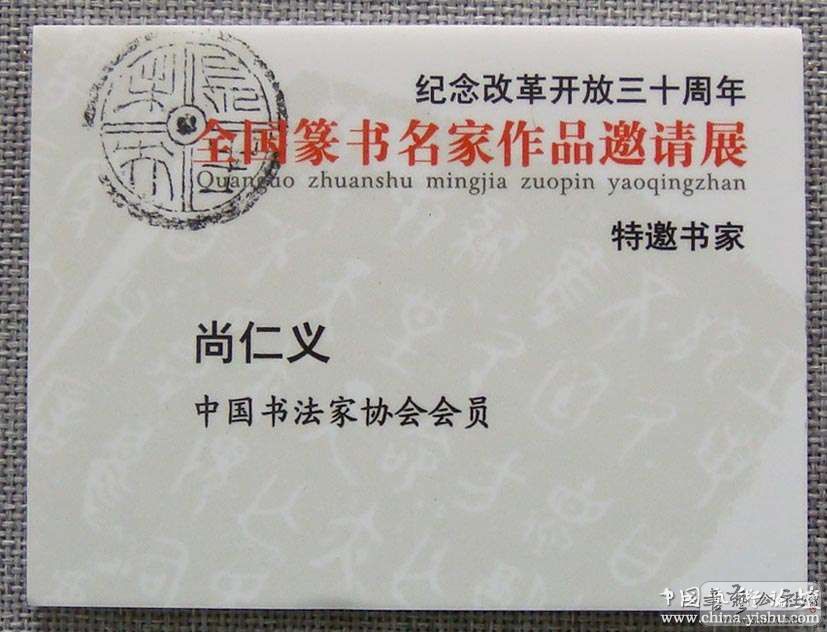 纪念改革开放三十周年
全国篆书名家作品邀请展
Quanguo zhuanshu mingjia zuopin yaoqingzhan
特邀书家
尚仁义
中国书法家协会会员
www.china-yishu.com